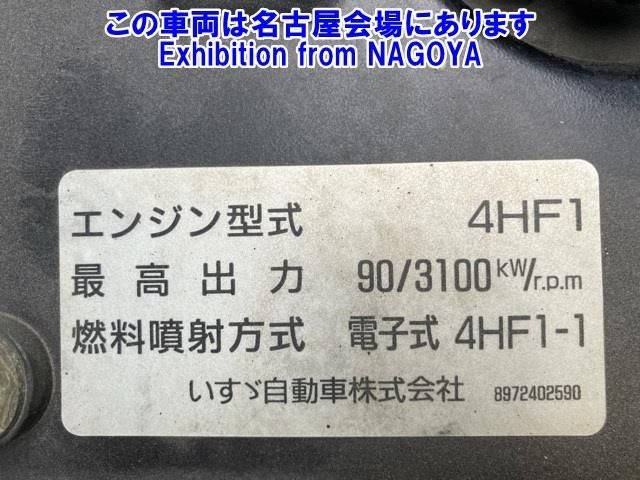 この車両は名古屋会場にあります
Exhibition from NAGOYA
エンジン型式 4HF1
最高出力 90/3100kW/r.p.m
燃料噴射方式 電子式 4HF1-1
いすゞ自動車株式会社 8972402590